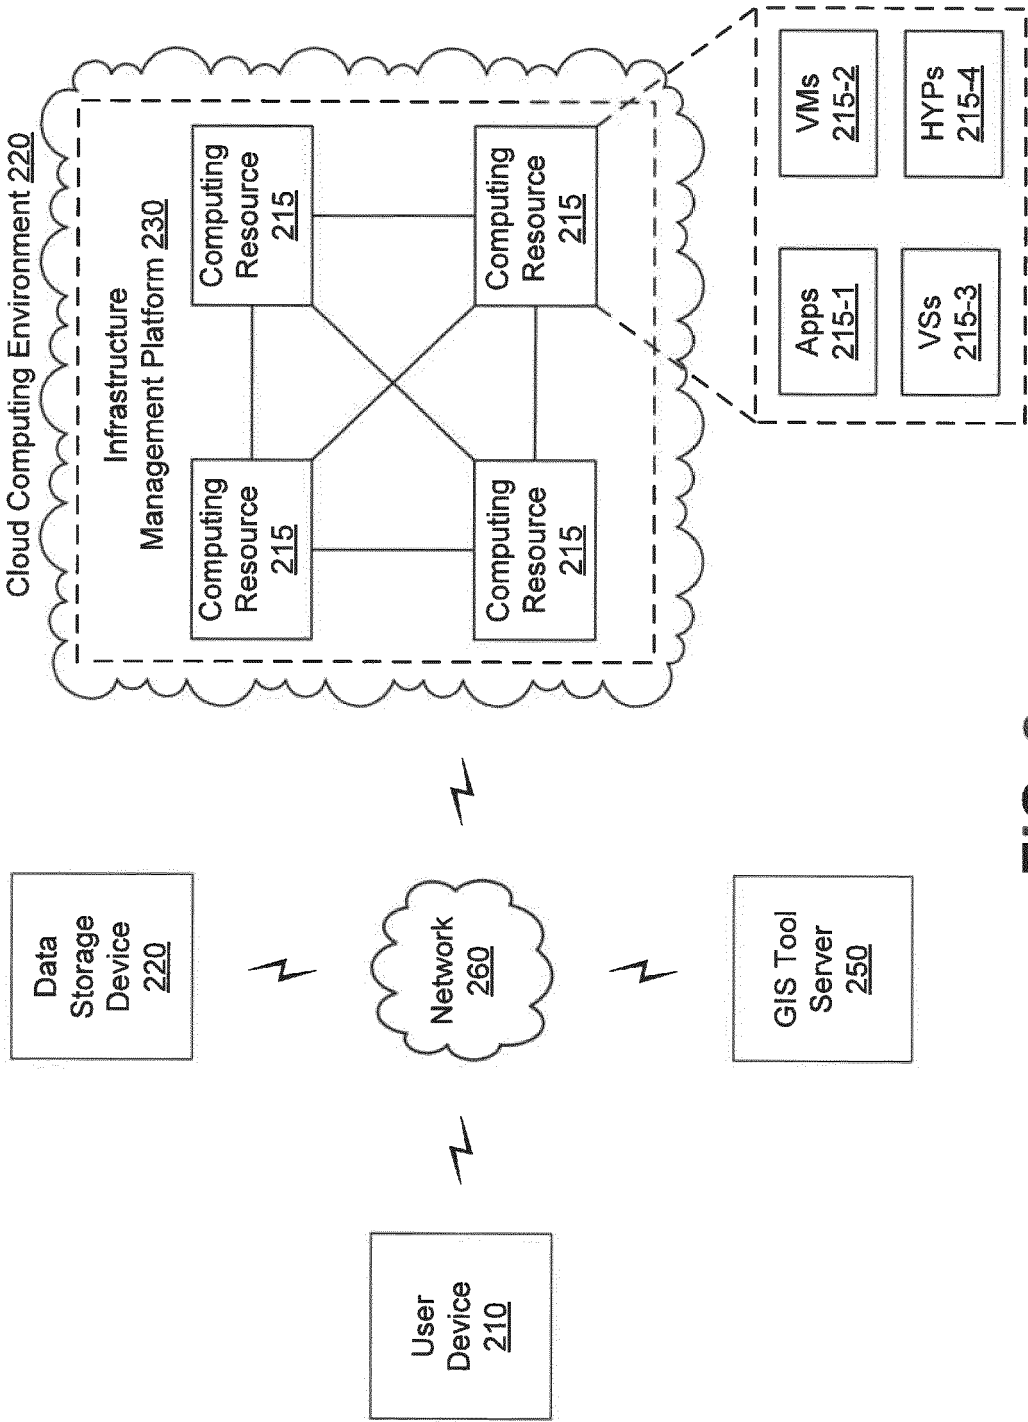 Cloud Computing Environment 220
Infrastructure
Management Platform 230
Computing
Resource
215
Computing
Resource
215
Computing
Resource
215
Computing
Resource
215
Apps
215-1
VMs
215-2
VSs
215-3
HYPs
215-4
Data
Storage
Device
220
Network
260
User
Device
210
GIS Tool
Server
250